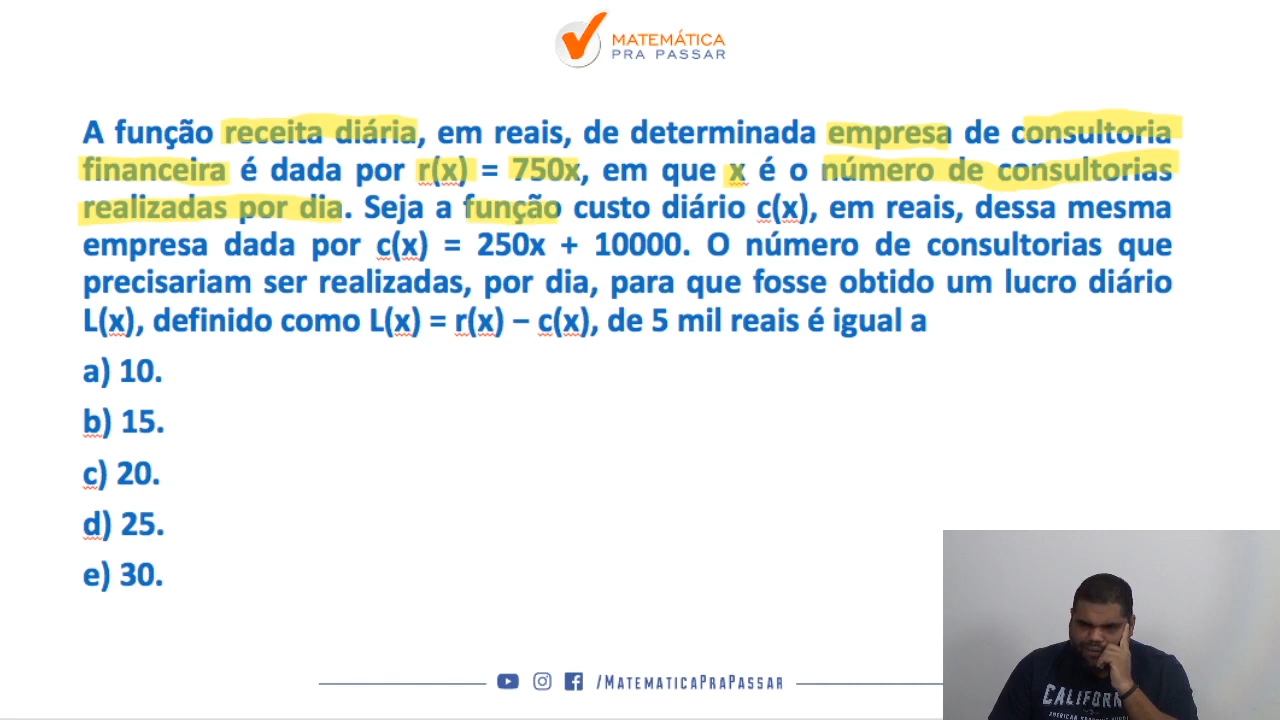 MATEMÁTICA
PRA PASSAR
A função receita diária, em reais, de determinada empresa de consultoria
financeira é dada por r(x) = 750x, em que x é o número de consultorias
realizadas por dia. Seja a função custo diário c(x), em reais, dessa mesma
empresa dada por c(x) = 250x + 10000. O número de consultorias que
precisariam ser realizadas, por dia, para que fosse obtido um lucro diário
L(x), definido como L(x) = r(x) – c(x), de 5 mil reais é igual a
a) 10.
b) 15.
c) 20.
d) 25.
e) 30.
/MATEMATICAPRAPASSAR
CALIFORN